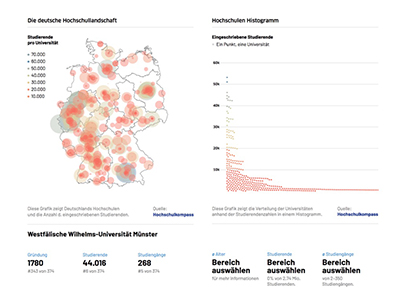 Die deutsche Hochschullandschaft
Studierende
pro Universität
70.000
60.000
50.000
40.000
30.000
20.000
10.000
Diese Grafik zeigt Deutschlands Hochschulen
und die Anzahl d. eingeschriebenen Studierenden.
Quelle:
Hochschulkompass
Hochschulen Histogramm
Eingeschriebene Studierende
Ein Punkt, eine Universität
60k
50k
40k
30k
20k
10k
Diese Grafik zeigt die Verteilung der Universitäten
anhand der Studierendenzahlen in einem Histogramm.
Quelle:
Hochschulkompass
Westfälische Wilhelms-Universität Münster
Gründung
1780
#343 von 374
Studierende
44.016
#6 von 374
Studiengänge
268
#5 von 374
Alter
Bereich
auswählen
für mehr Informationen
Studierende
Bereich
auswählen
0% von 2,74 Mio.
Studierenden.
Studiengänge
Bereich
auswählen
von 2-350
Studiengängen.